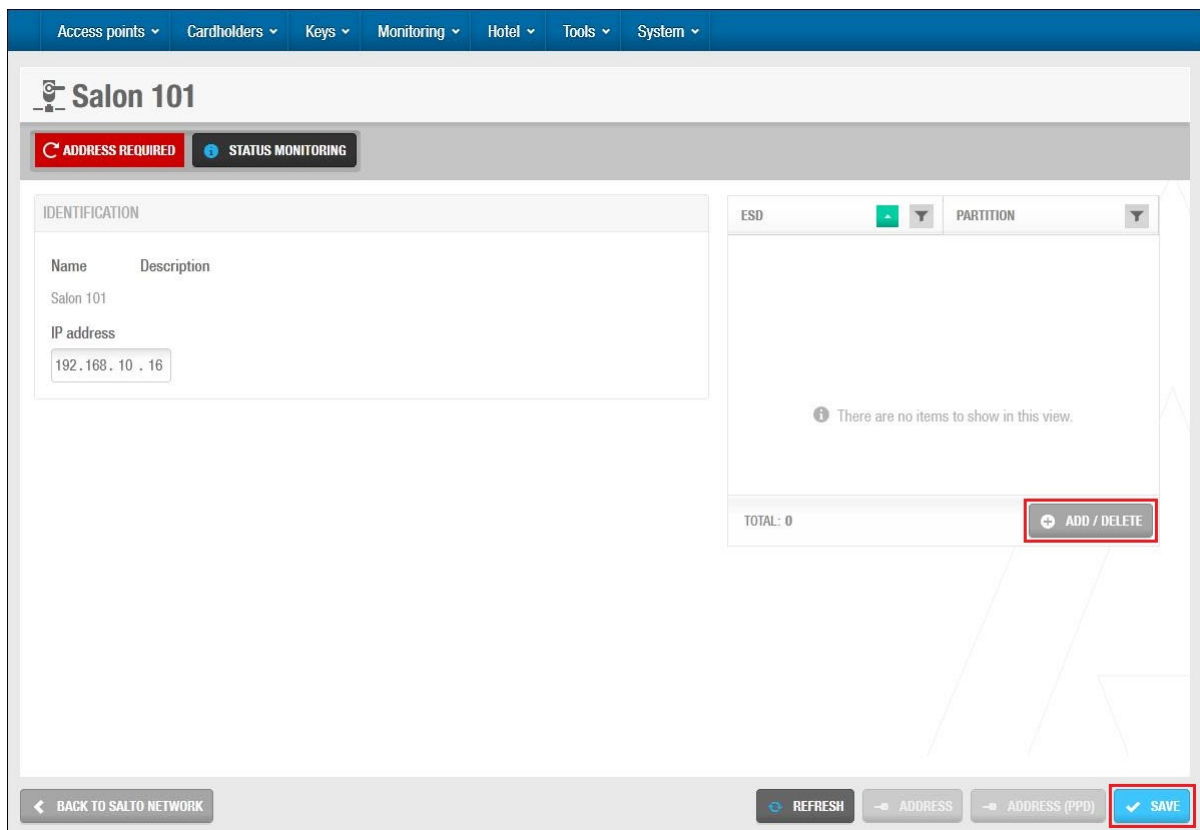 Access points Cardholders Keys Monitoring Hotel Tools System
Salon 101
ADDRESS REQUIRED STATUS MONITORING
IDENTIFICATION
Name Description
Salon 101
IP address
192.168. 10 . 16
ESD PARTITION
There are no items to show in this view.
TOTAL: 0 ADD / DELETE
BACK TO SALTO NETWORK REFRESH ADDRESS ADDRESS (PPD) SAVE